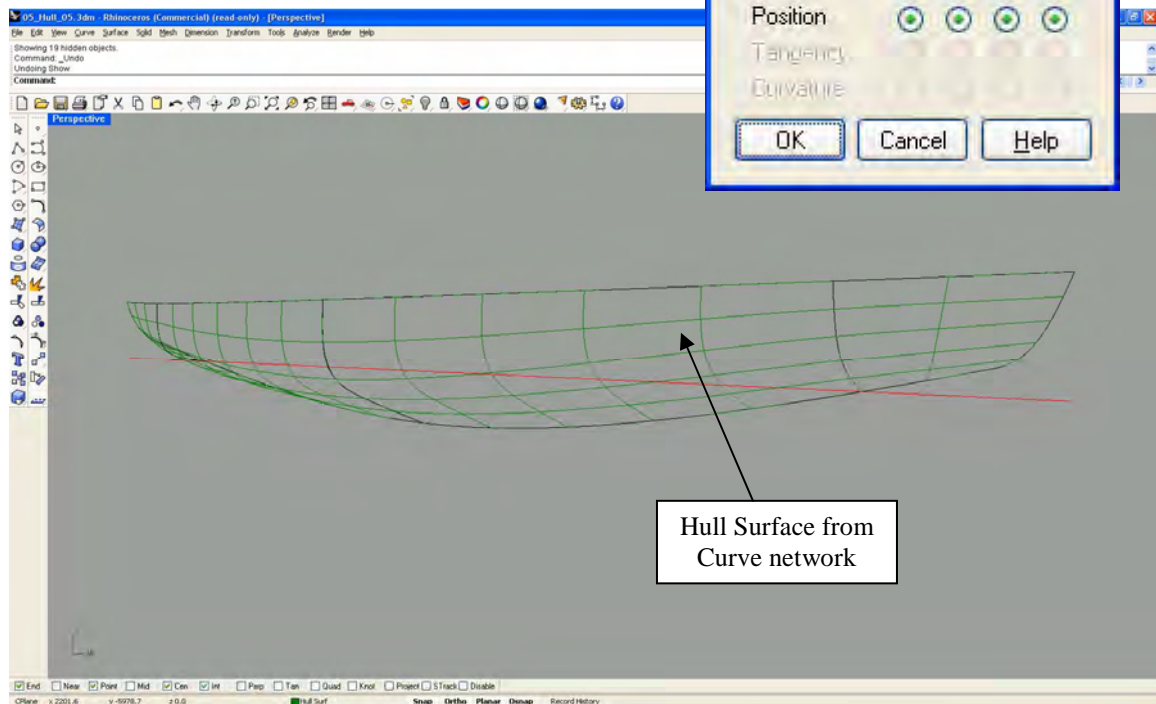 05_Hull_05.3dm - Rhinoceros (Commercial) (read-only) - [Perspective]
File Edit View Curve Surface Solid Mesh Dimension Transform Tools Analyze Render Help
Showing 19 hidden objects.
Command: _Undo
Undoing Show
Command:
Perspective
Position
Tangency
Curvature
OK Cancel Help
Hull Surface from
Curve network
End Near Point Mid Cen Int Perp Tan Quad Knot Project STrack Disable
CPlane x 2201.6 y -5978.7 z 0.0 Hull Surf Snap Ortho Planar Osnap Record History